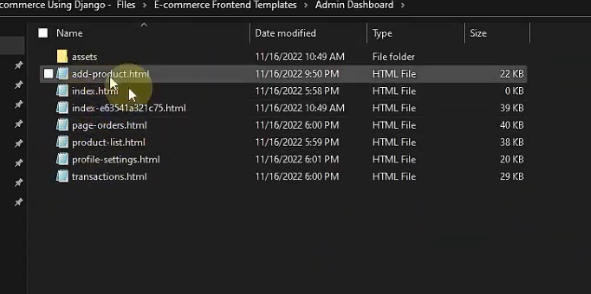 commerce Using Django - FIles > E-commerce Frontend Templates > Admin Dashboard >
Name Date modified Type Size
assets 11/16/2022 10:49 AM File folder
add-product.html 11/16/2022 9:50 PM HTML File 22 KB
index.html 11/16/2022 5:58 PM HTML File 0 KB
index-e63541a321c75.html 11/16/2022 10:49 AM HTML File 39 KB
page-orders.html 11/16/2022 6:00 PM HTML File 40 KB
product-list.html 11/16/2022 5:59 PM HTML File 38 KB
profile-settings.html 11/16/2022 6:01 PM HTML File 20 KB
transactions.html 11/16/2022 6:00 PM HTML File 29 KB